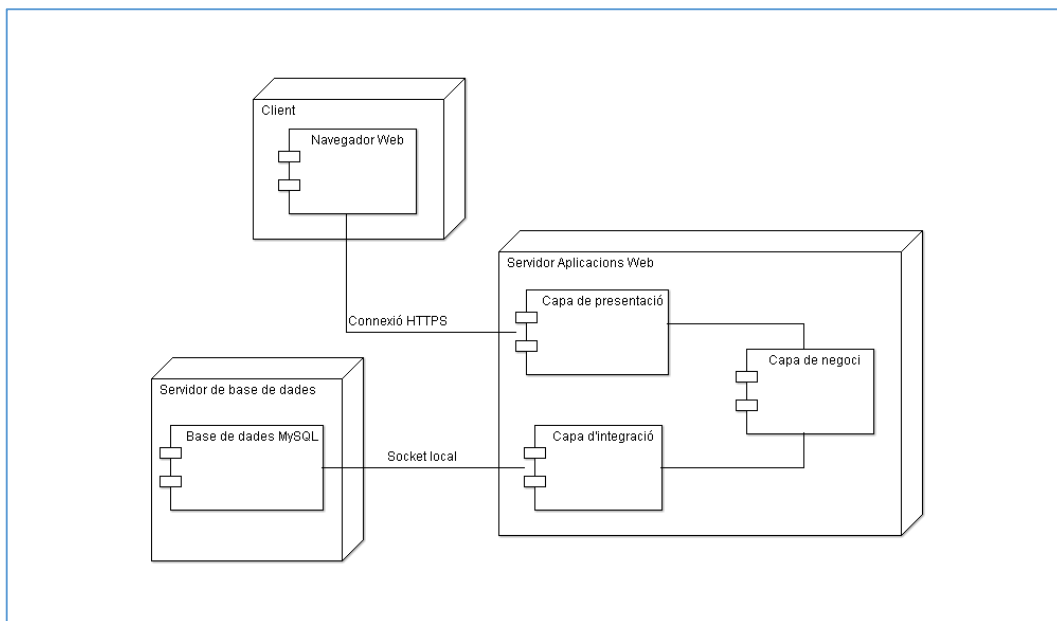 Client
Navegador Web
Servidor Aplicacions Web
Capa de presentació
Connexió HTTPS
Capa de negoci
Servidor de base de dades
Base de dades MySQL
Socket local
Capa d'integració